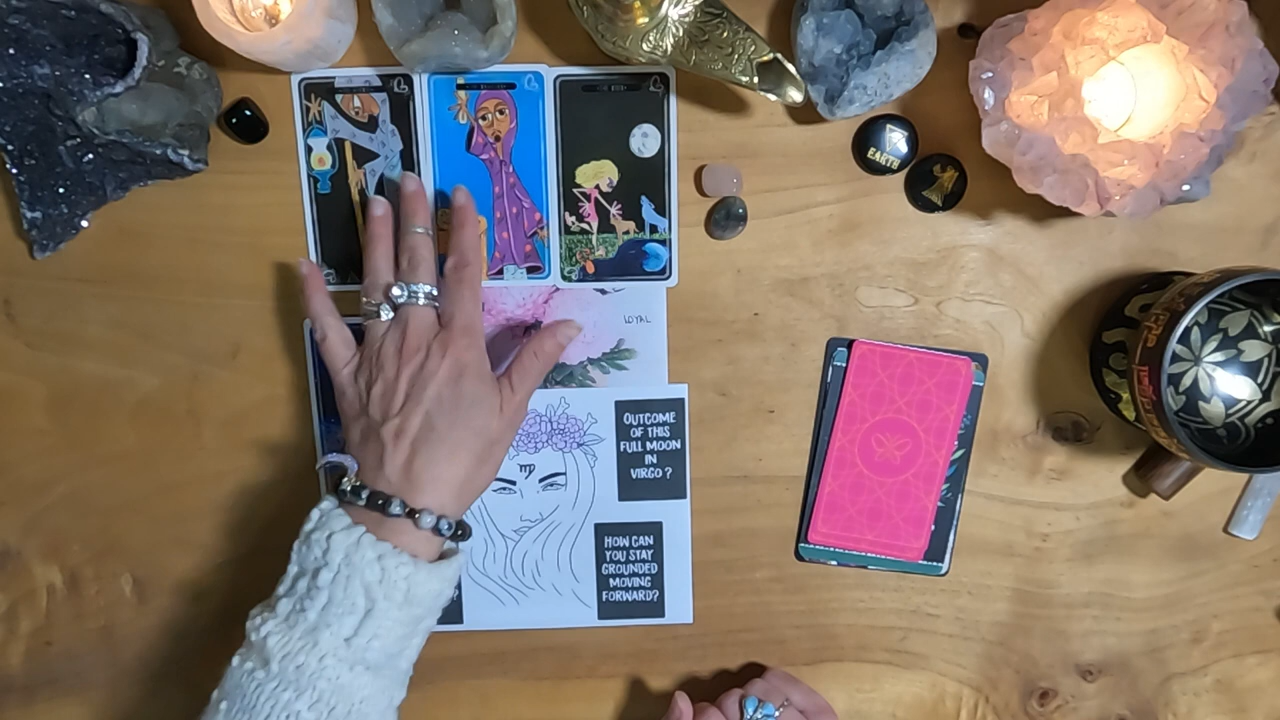 EARTH
LOYAL
OUTCOME
OF THIS
FULL MOON
IN
VIRGO ?
HOW CAN
YOU STAY
GROUNDED
MOVING
FORWARD?
?